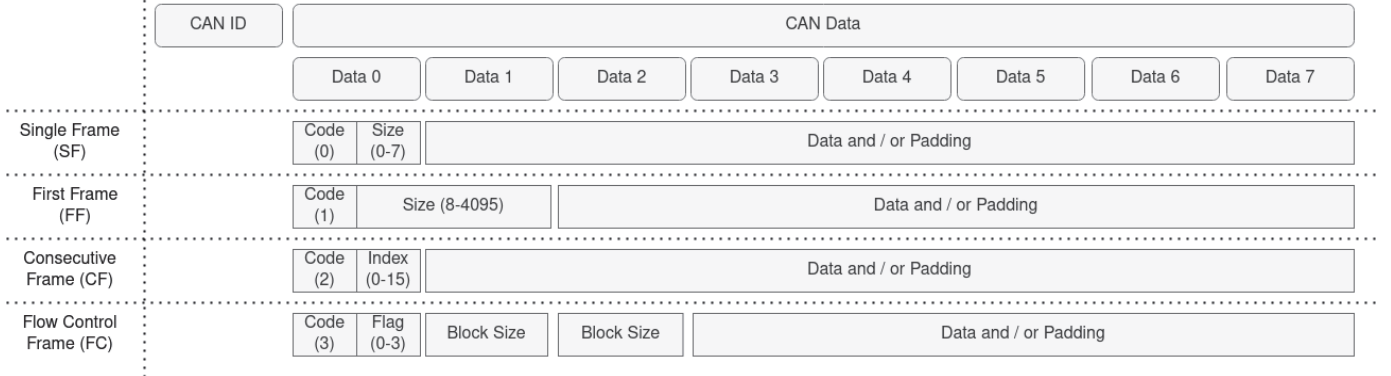 CAN ID
CAN Data
Data 0
Data 1
Data 2
Data 3
Data 4
Data 5
Data 6
Data 7
Single Frame
(SF)
Code
(0)
Size
(0-7)
Data and / or Padding
First Frame
(FF)
Code
(1)
Size (8-4095)
Data and / or Padding
Consecutive
Frame (CF)
Code
(2)
Index
(0-15)
Data and / or Padding
Flow Control
Frame (FC)
Code
(3)
Flag
(0-3)
Block Size
Block Size
Data and / or Padding